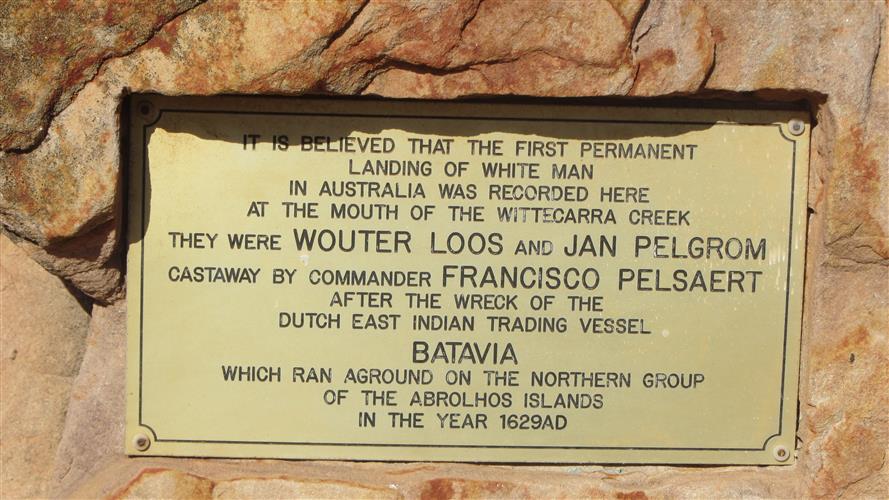 IT IS BELIEVED THAT THE FIRST PERMANENT
LANDING OF WHITE MAN
IN AUSTRALIA WAS RECORDED HERE
AT THE MOUTH OF THE WITTECARRA CREEK
THEY WERE WOUTER LOOS AND JAN PELGROM
CASTAWAY BY COMMANDER FRANCISCO PELSAERT
AFTER THE WRECK OF THE
DUTCH EAST INDIAN TRADING VESSEL
BATAVIA
WHICH RAN AGROUND ON THE NORTHERN GROUP
OF THE ABROLHOS ISLANDS
IN THE YEAR 1629AD